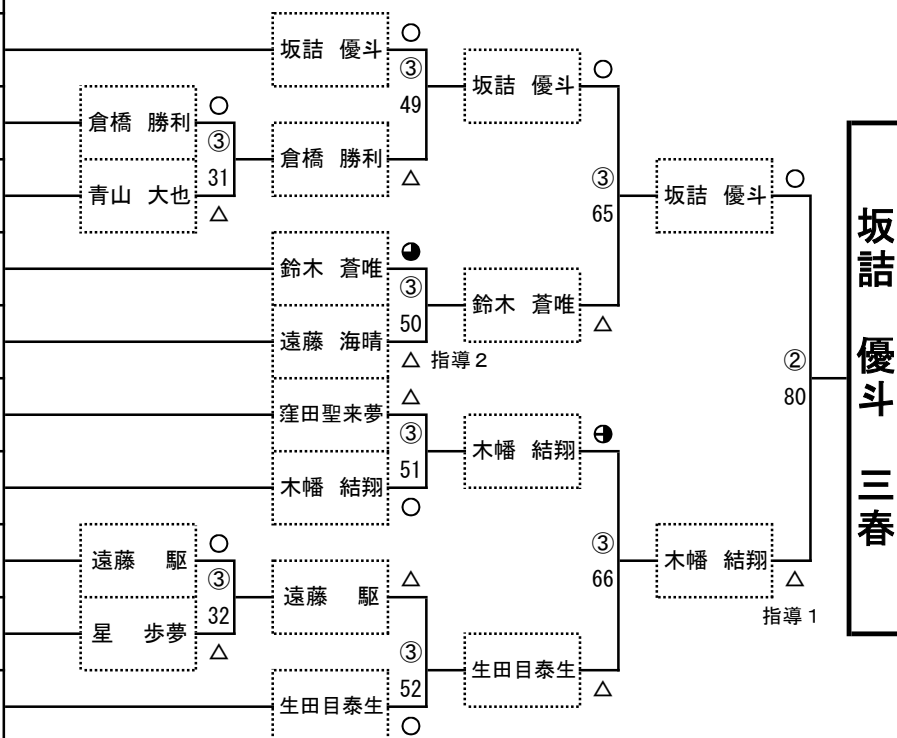 坂詰 優斗 ○
③
49
坂詰 優斗 ○
倉橋 勝利 ○
③
31
青山 大也 △
倉橋 勝利 △
③
65
坂詰 優斗 ○
鈴木 蒼唯
③
50
遠藤 海晴 △ 指導2
鈴木 蒼唯 △
②
80
坂詰 優斗 三春
窪田聖来夢 △
③
51
木幡 結翔 ○
木幡 結翔
③
66
木幡 結翔 △
指導1
遠藤 駆 ○
③
32
星 歩夢 △
遠藤 駆 △
③
52
生田目泰生 ○
生田目泰生 △